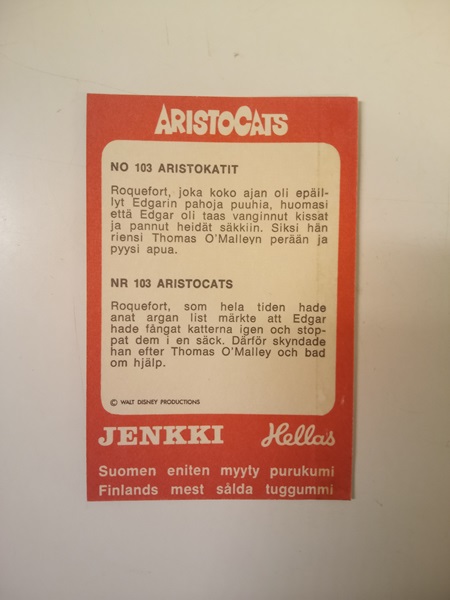 ARISTOCATS
NO 103 ARISTOKATIT
Roquefort, joka koko ajan oli epäil-
lyt Edgarin pahoja puuhia, huomasi
että Edgar oli taas vanginnut kissat
ja pannut heidät säkkiin. Siksi hän
riensi Thomas O'Malleyn perään ja
pyysi apua.
NR 103 ARISTOCATS
Roquefort, som hela tiden hade
anat argan list märkte att Edgar
hade fångat katterna igen och stop-
pat dem i en säck. Därför skyndade
han efter Thomas O'Malley och bad
om hjälp.
© WALT DISNEY PRODUCTIONS
JENKKI Hellas
Suomen eniten myyty purukumi
Finlands mest sålda tuggummi